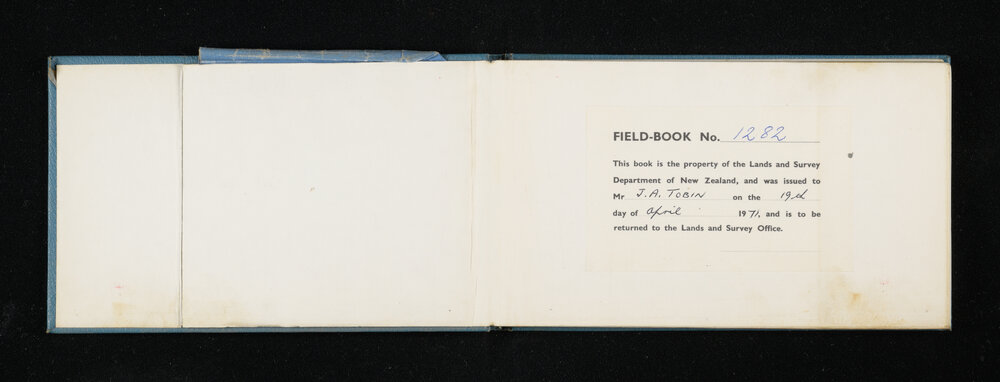 FIELD-BOOK No. 1282
This book is the property of the Lands and Survey
Department of New Zealand, and was issued to
Mr J.A. TOBIN on the 19th
day of April 1971, and is to be
returned to the Lands and Survey Office.